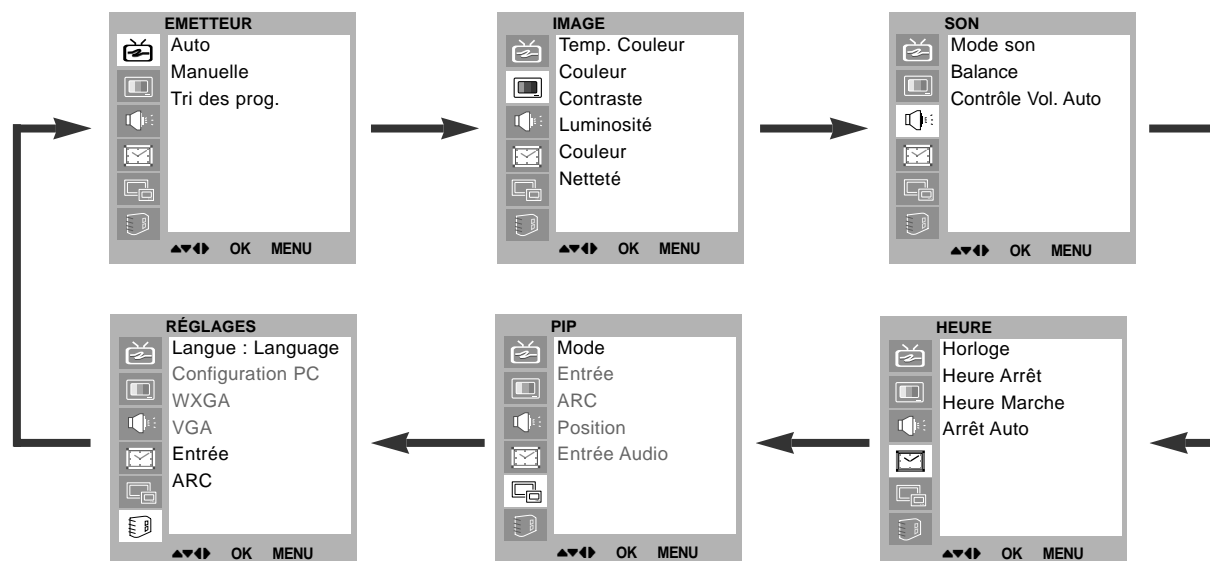 EMETTEUR
Auto
Manuelle
Tri des prog.
OK MENU
IMAGE
Temp. Couleur
Couleur
Contraste
Luminosité
Couleur
Netteté
OK MENU
SON
Mode son
Balance
Contrôle Vol. Auto
OK MENU
RÉGLAGES
Langue : Language
Configuration PC
WXGA
VGA
Entrée
ARC
OK MENU
PIP
Mode
Entrée
ARC
Position
Entrée Audio
OK MENU
HEURE
Horloge
Heure Arrêt
Heure Marche
Arrêt Auto
OK MENU